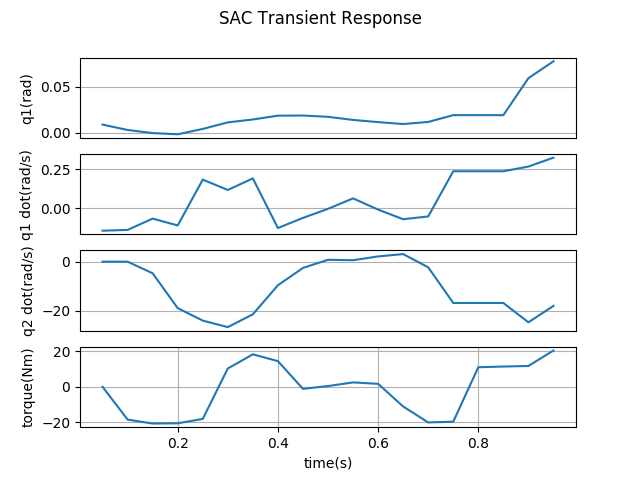 SAC Transient Response
q1(rad)
0.05
0.00
q1 dot(rad/s)
0.25
0.00
q2 dot(rad/s)
0
−20
torque(Nm)
20
0
−20
0.2 0.4 0.6 0.8
time(s)